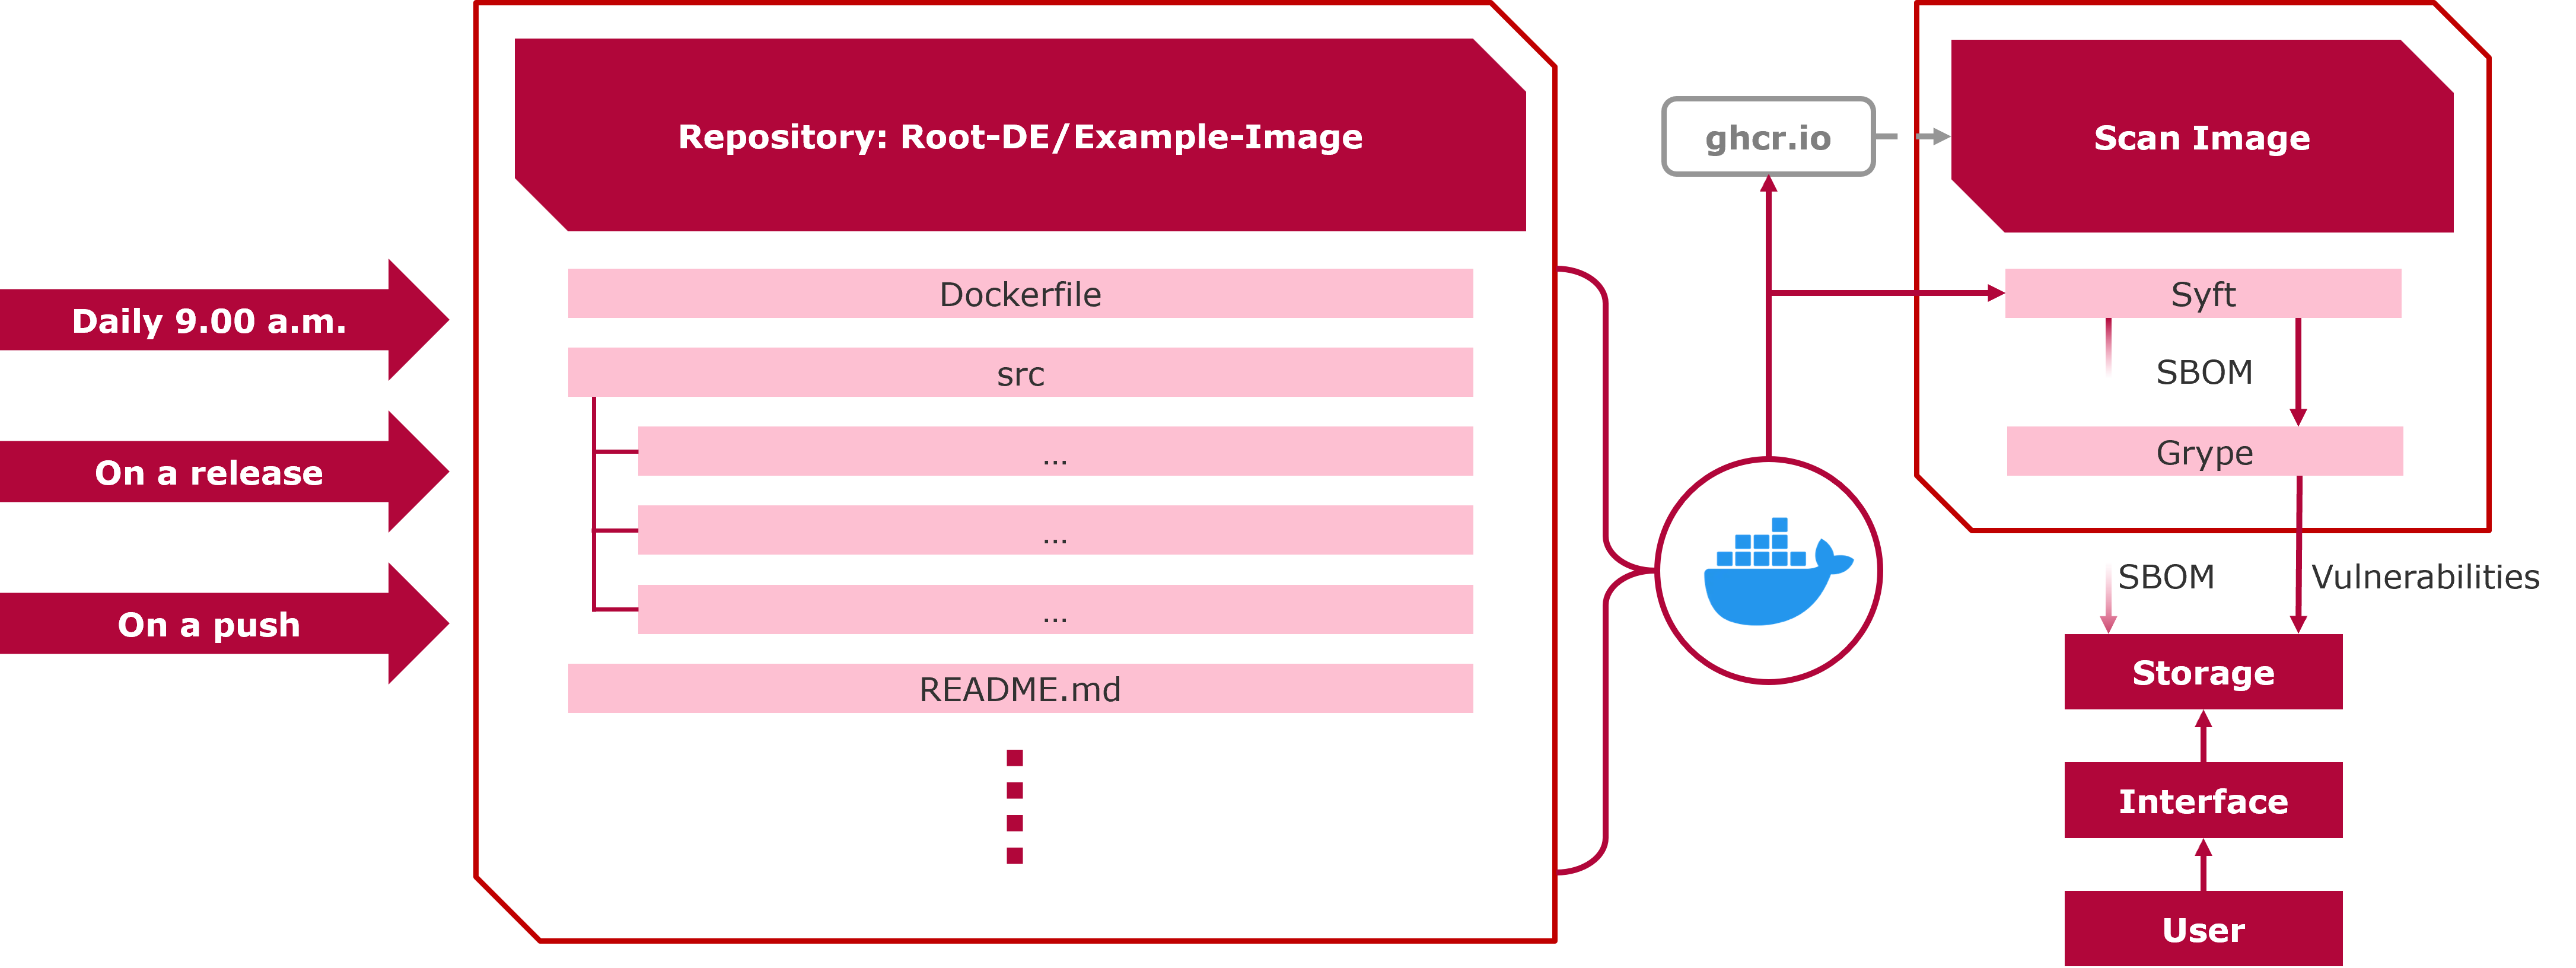 Daily 9.00 a.m.
On a release
On a push
Repository: Root-DE/Example-Image
Dockerfile
src
...
...
...
README.md
ghcr.io
Scan Image
Syft
SBOM
Grype
SBOM
Vulnerabilities
Storage
Interface
User